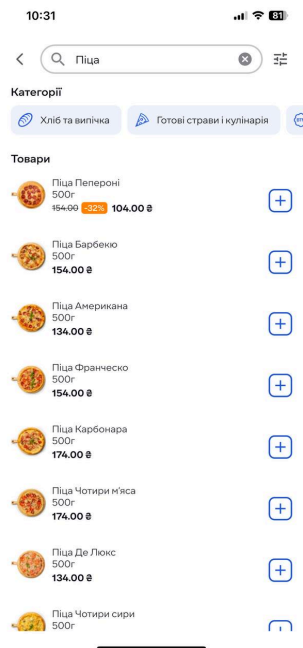 10:31
81
Піца
Категорії
Хліб та випічка
Готові страви і кулінарія
Товари
Піца Пепероні
500г
154.00 -32% 104.00 ₴
Піца Барбекю
500г
154.00 ₴
Піца Американа
500г
134.00 ₴
Піца Франческо
500г
154.00 ₴
Піца Карбонара
500г
174.00 ₴
Піца Чотири м'яса
500г
174.00 ₴
Піца Де Люкс
500г
134.00 ₴
Піца Чотири сири
500г